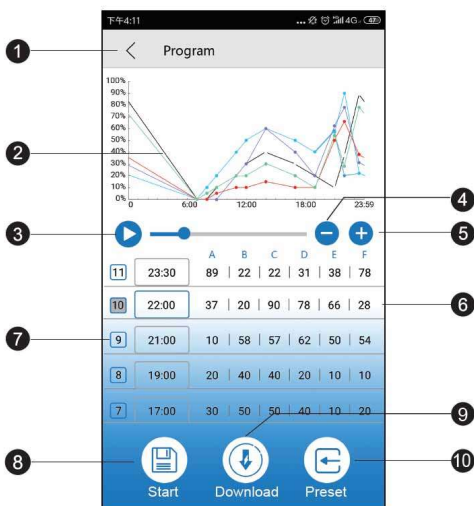 下午4:11 ... 4G 47
1 Program
100%
90%
80%
70%
2 60%
50%
40%
30%
20%
10%
0%
0 6:00 12:00 18:00 23:59
4
3 5
A B C D E F
11 23:30 89 | 22 | 22 | 31 | 38 | 78
10 22:00 37 | 20 | 90 | 78 | 66 | 28 6
7 9 21:00 10 | 58 | 57 | 62 | 50 | 54
8 19:00 20 | 40 | 40 | 20 | 10 | 10
7 17:00 30 | 50 | 50 | 40 | 10 | 20
9
8 10
Start Download Preset